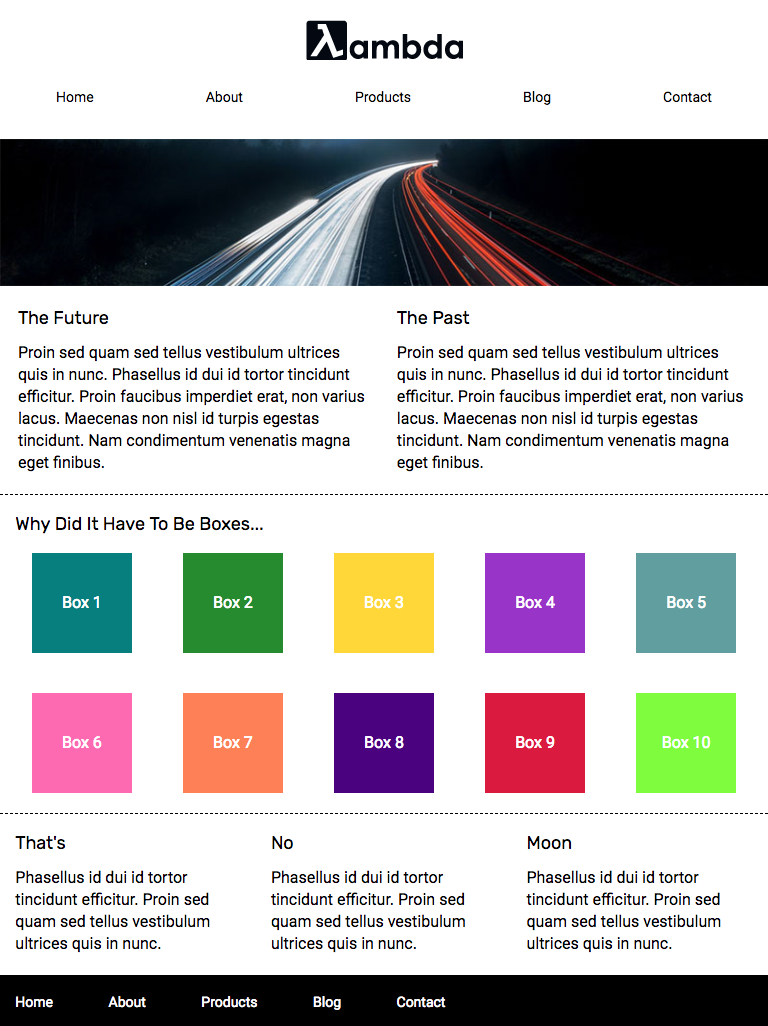 λambda
Home About Products Blog Contact
The Future
Proin sed quam sed tellus vestibulum ultrices
quis in nunc. Phasellus id dui id tortor tincidunt
efficitur. Proin faucibus imperdiet erat, non varius
lacus. Maecenas non nisl id turpis egestas
tincidunt. Nam condimentum venenatis magna
eget finibus.
The Past
Proin sed quam sed tellus vestibulum ultrices
quis in nunc. Phasellus id dui id tortor tincidunt
efficitur. Proin faucibus imperdiet erat, non varius
lacus. Maecenas non nisl id turpis egestas
tincidunt. Nam condimentum venenatis magna
eget finibus.
Why Did It Have To Be Boxes...
Box 1 Box 2 Box 3 Box 4 Box 5
Box 6 Box 7 Box 8 Box 9 Box 10
That's
Phasellus id dui id tortor
tincidunt efficitur. Proin sed
quam sed tellus vestibulum
ultrices quis in nunc.
No
Phasellus id dui id tortor
tincidunt efficitur. Proin sed
quam sed tellus vestibulum
ultrices quis in nunc.
Moon
Phasellus id dui id tortor
tincidunt efficitur. Proin sed
quam sed tellus vestibulum
ultrices quis in nunc.
Home About Products Blog Contact